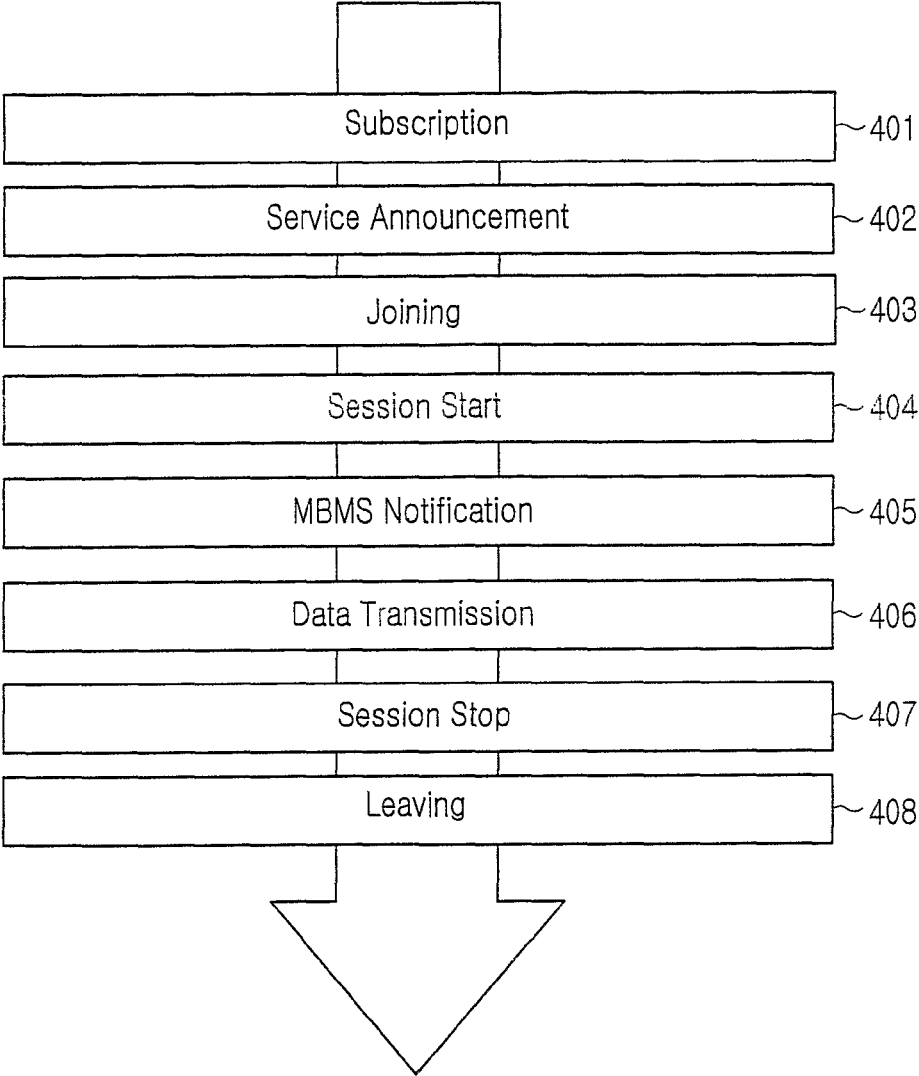 Subscription 401
Service Announcement 402
Joining 403
Session Start 404
MBMS Notification 405
Data Transmission 406
Session Stop 407
Leaving 408